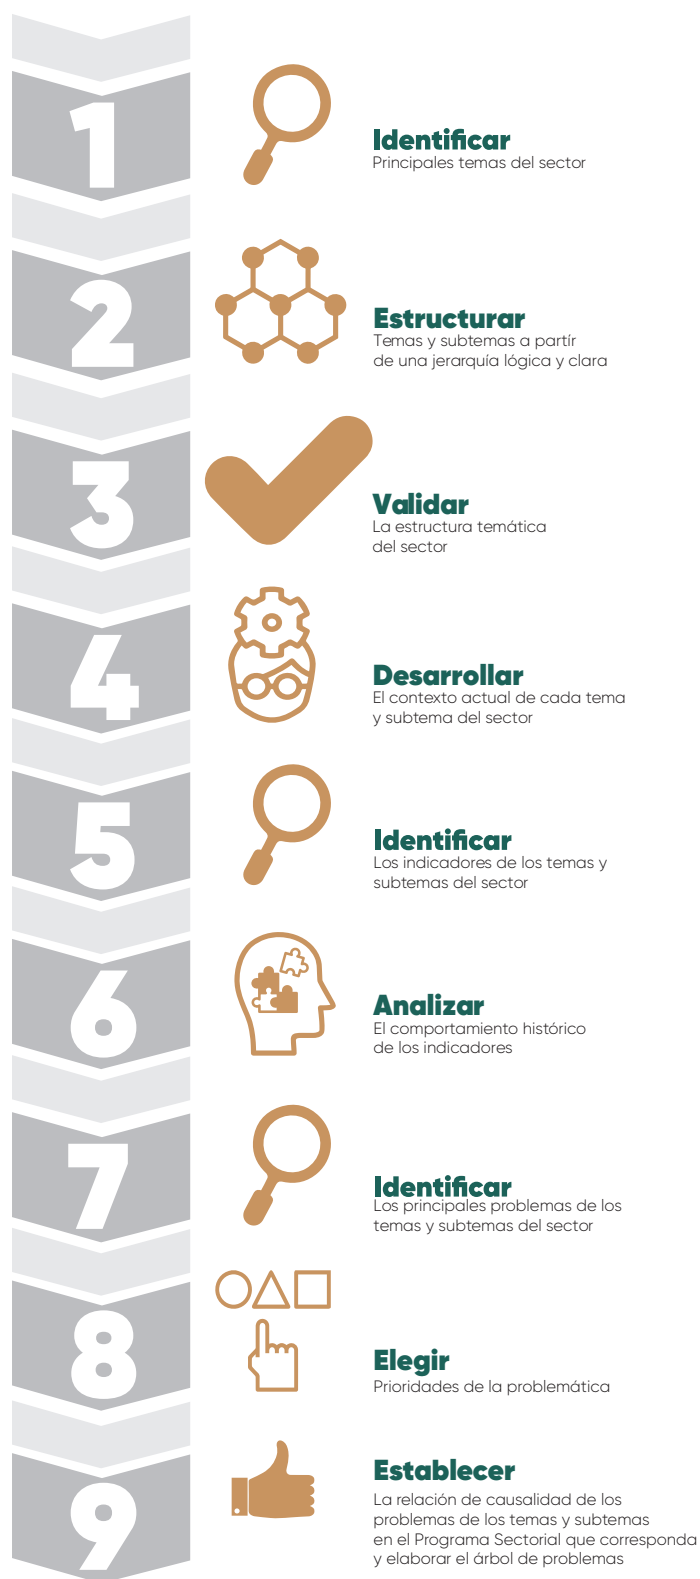 1
Identificar
Principales temas del sector
2
Estructurar
Temas y subtemas a partír
de una jerarquía lógica y clara
3
Validar
La estructura temática
del sector
4
Desarrollar
El contexto actual de cada tema
y subtema del sector
5
Identificar
Los indicadores de los temas y
subtemas del sector
6
Analizar
El comportamiento histórico
de los indicadores
7
Identificar
Los principales problemas de los
temas y subtemas del sector
8
Elegir
Prioridades de la problemática
9
Establecer
La relación de causalidad de los
problemas de los temas y subtemas
en el Programa Sectorial que corresponda
y elaborar el árbol de problemas